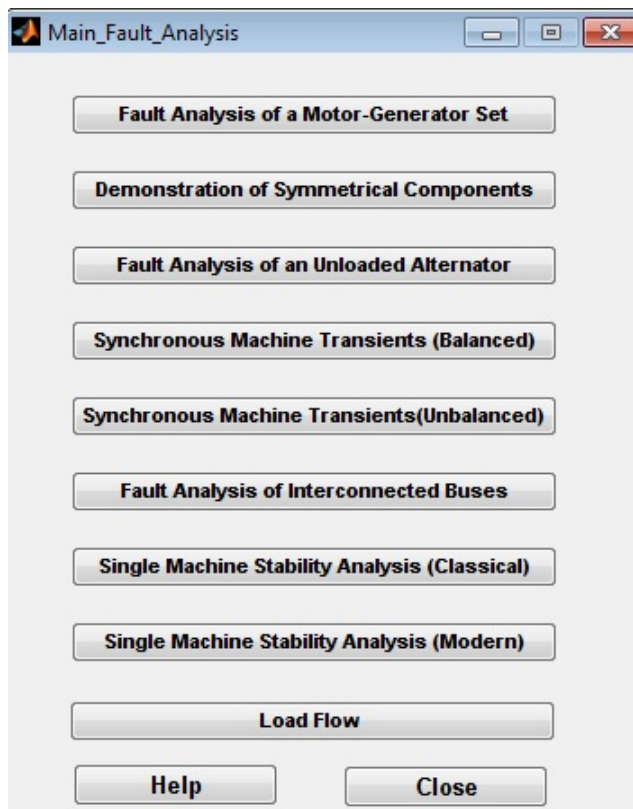 Main_Fault_Analysis
Fault Analysis of a Motor-Generator Set
Demonstration of Symmetrical Components
Fault Analysis of an Unloaded Alternator
Synchronous Machine Transients (Balanced)
Synchronous Machine Transients(Unbalanced)
Fault Analysis of Interconnected Buses
Single Machine Stability Analysis (Classical)
Single Machine Stability Analysis (Modern)
Load Flow
Help Close